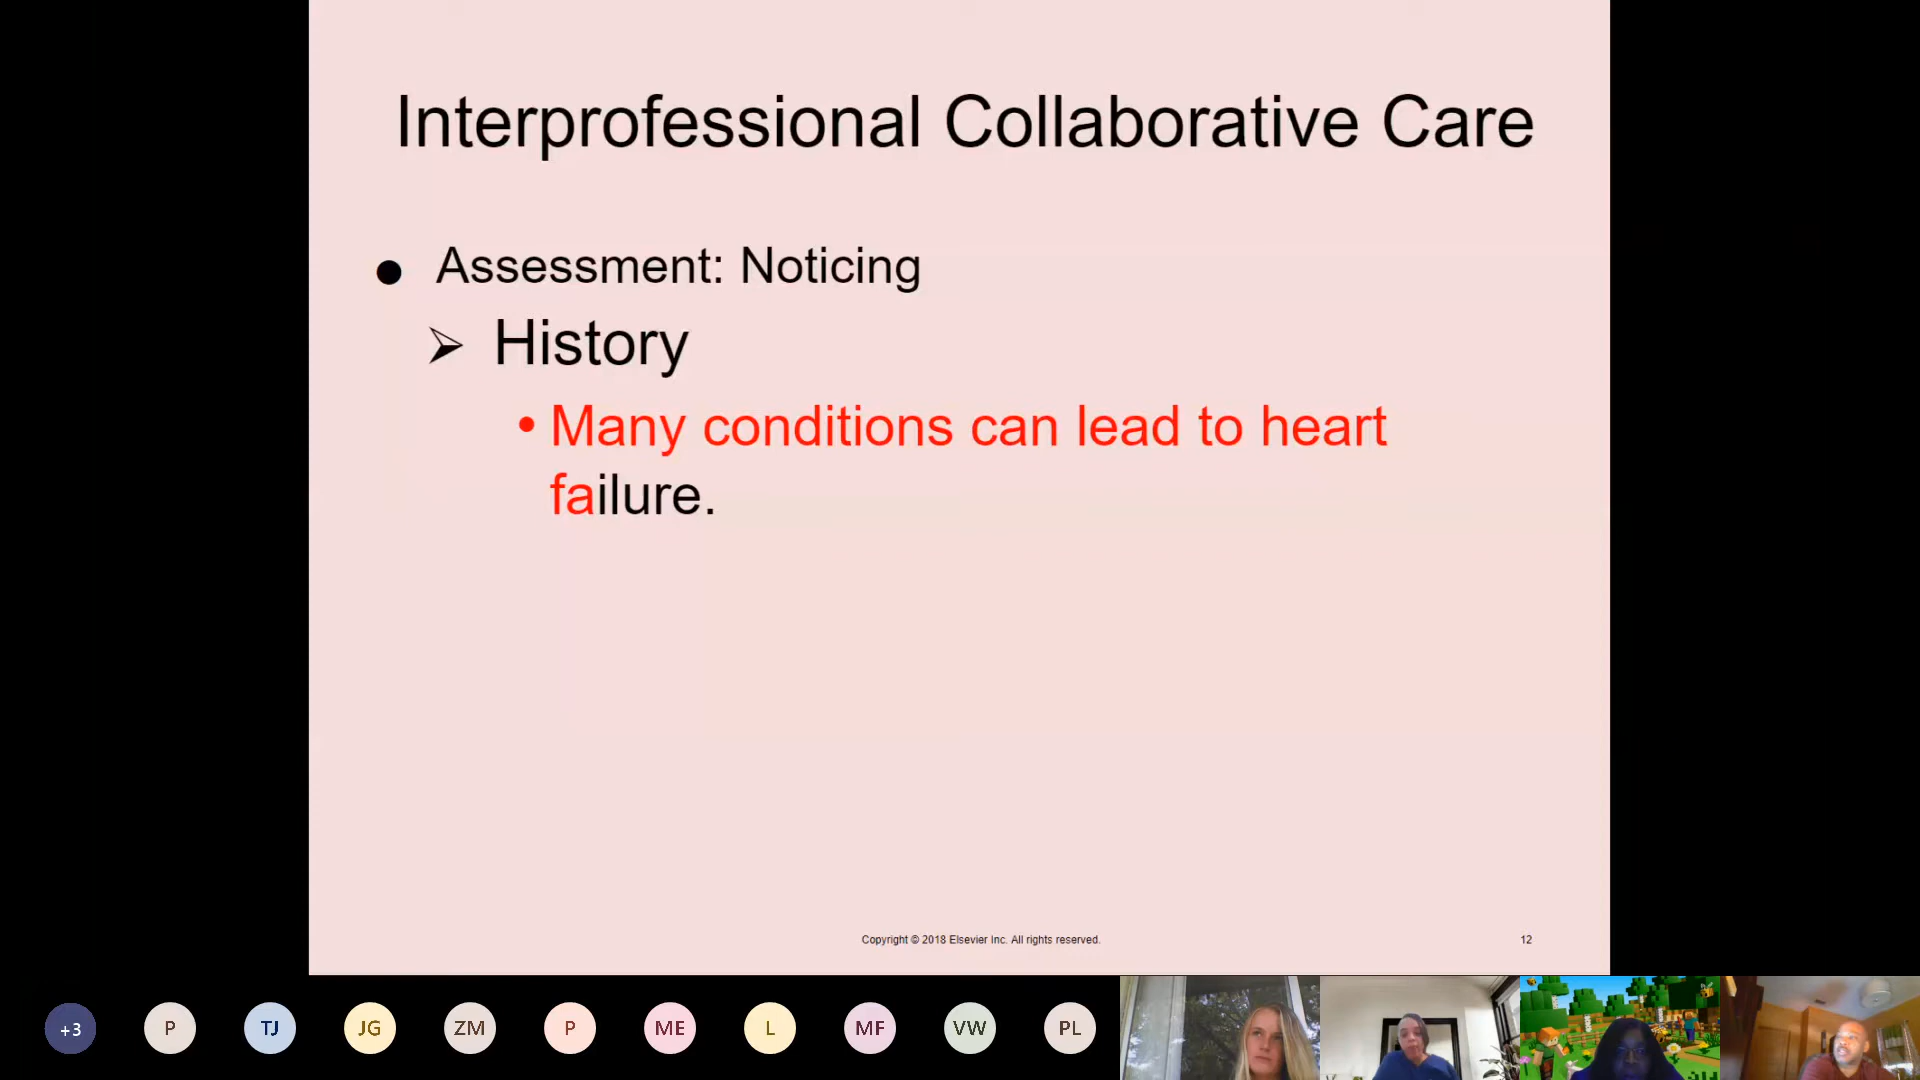 Interprofessional Collaborative Care
● Assessment: Noticing
➢ History
• Many conditions can lead to heart
failure.
Copyright © 2018 Elsevier Inc. All rights reserved.
12
+3 P TJ JG ZM P ME L MF VW PL